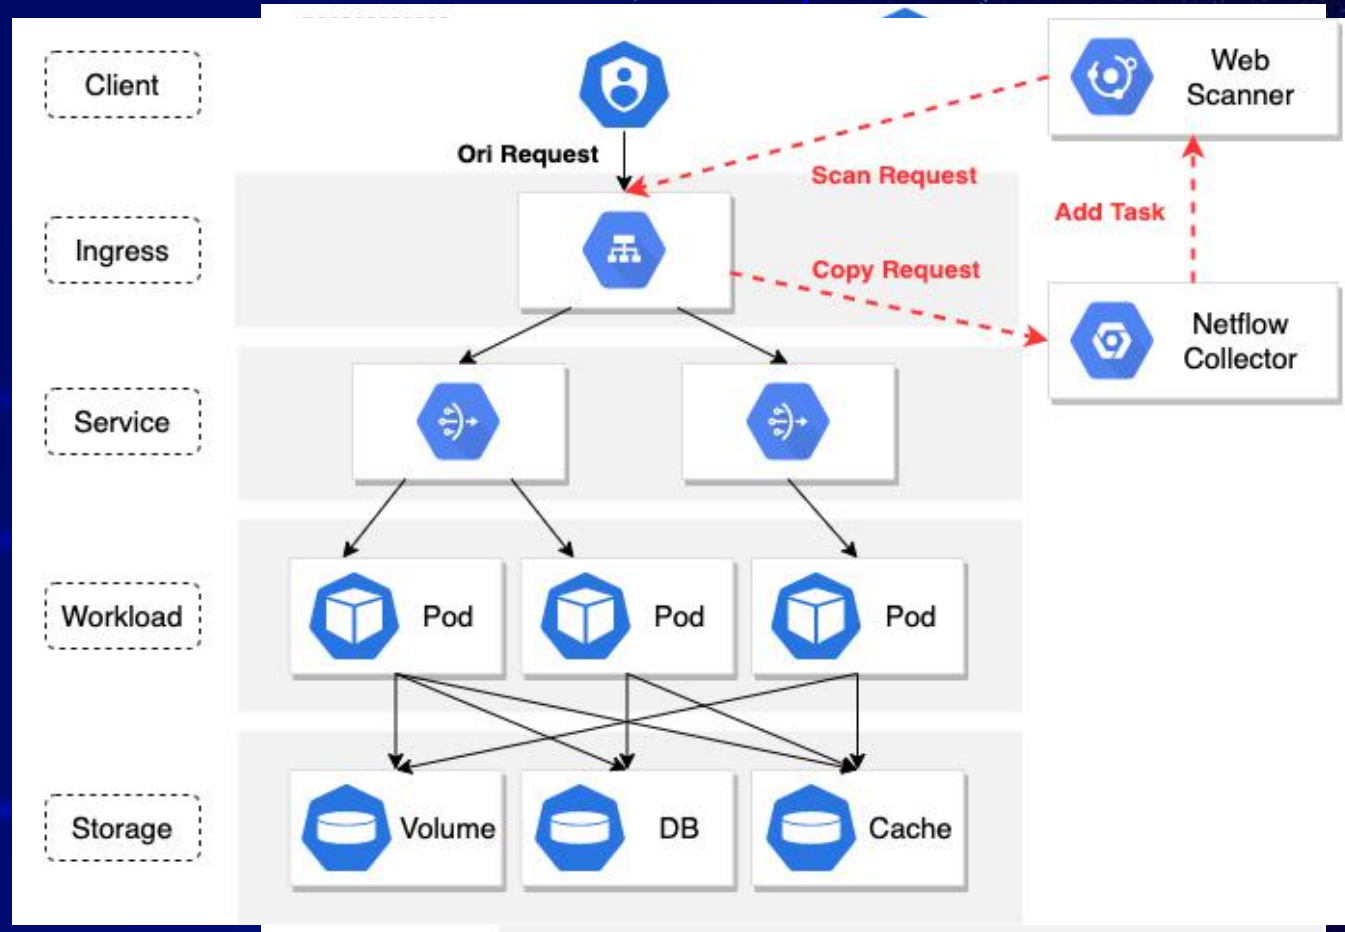 Client
Web
Scanner
Ori Request
Scan Request
Add Task
Ingress
Copy Request
Netflow
Collector
Service
Workload
Pod
Pod
Pod
Storage
Volume
DB
Cache